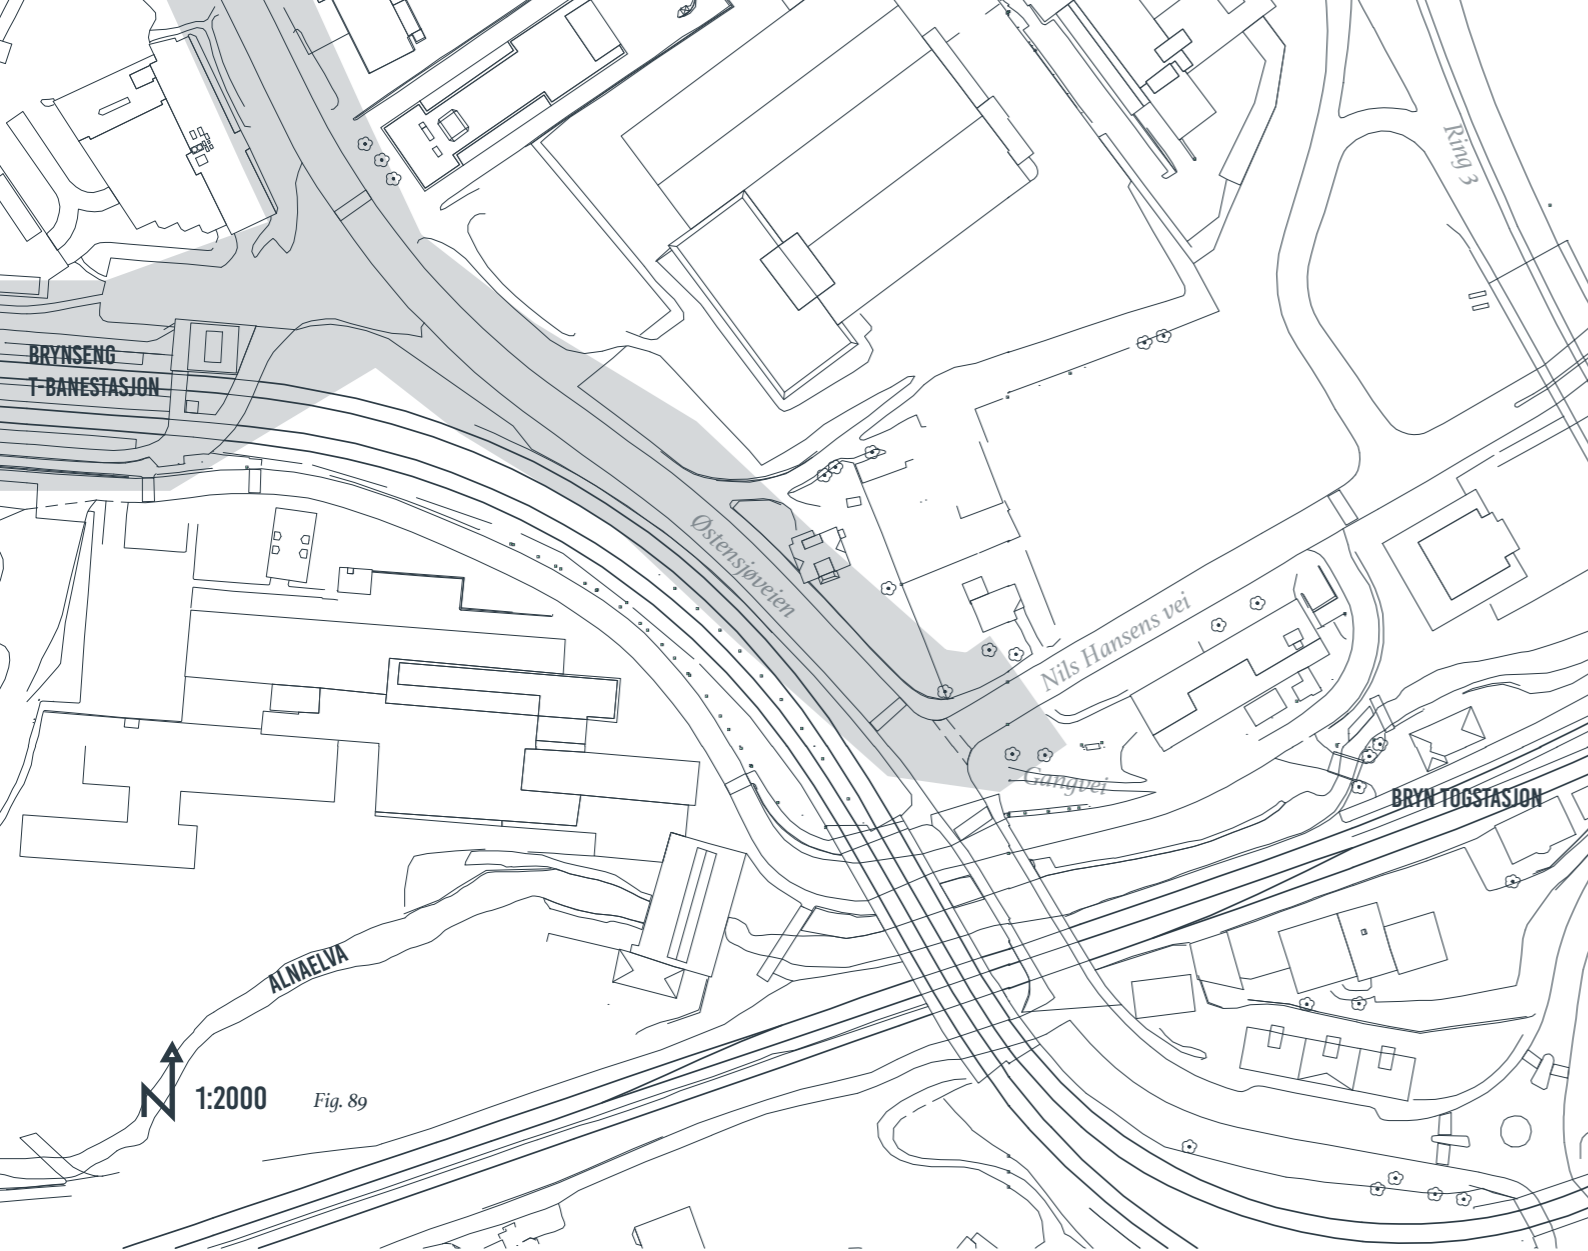 Ring 3
BRYNSENG
T-BANESTASJON
Østensjøveien
Nils Hansens vei
Gangvei
BRYN TOGSTASJON
ALNAELVA
N
1:2000
Fig. 89